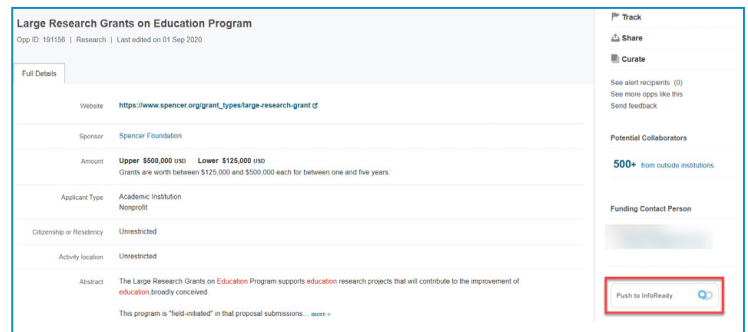 Large Research Grants on Education Program
Opp ID: 191156 | Research | Last edited on 01 Sep 2020
Full Details
Website https://www.spencer.org/grant_types/large-research-grant
Sponsor Spencer Foundation
Amount Upper $500,000 USD Lower $125,000 USD
Grants are worth between $125,000 and $500,000 each for between one and five years.
Applicant Type Academic Institution
Nonprofit
Citizenship or Residency Unrestricted
Activity location Unrestricted
Abstract The Large Research Grants on Education Program supports education research projects that will contribute to the improvement of
education,broadly conceived.
This program is "field-initiated" in that proposal submissions... more »
Track
Share
Curate
See alert recipients (0)
See more opps like this
Send feedback
Potential Collaborators
500+ from outside institutions
Funding Contact Person
Push to InfoReady